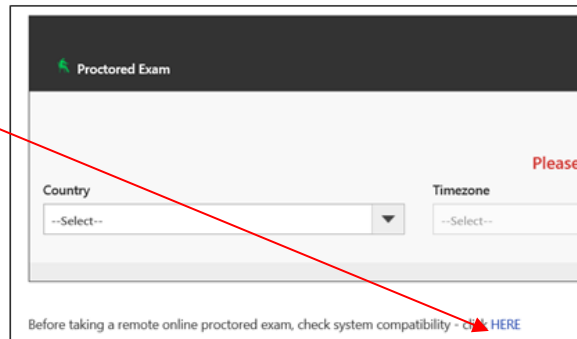 Proctored Exam
Please
Country
Timezone
--Select--
--Select--
Before taking a remote online proctored exam, check system compatibility - click HERE